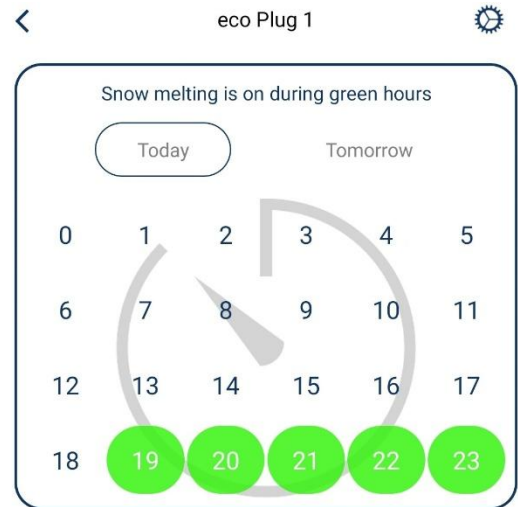 eco Plug 1
Snow melting is on during green hours
Today Tomorrow
0 1 2 3 4 5
6 7 8 9 10 11
12 13 14 15 16 17
18 19 20 21 22 23